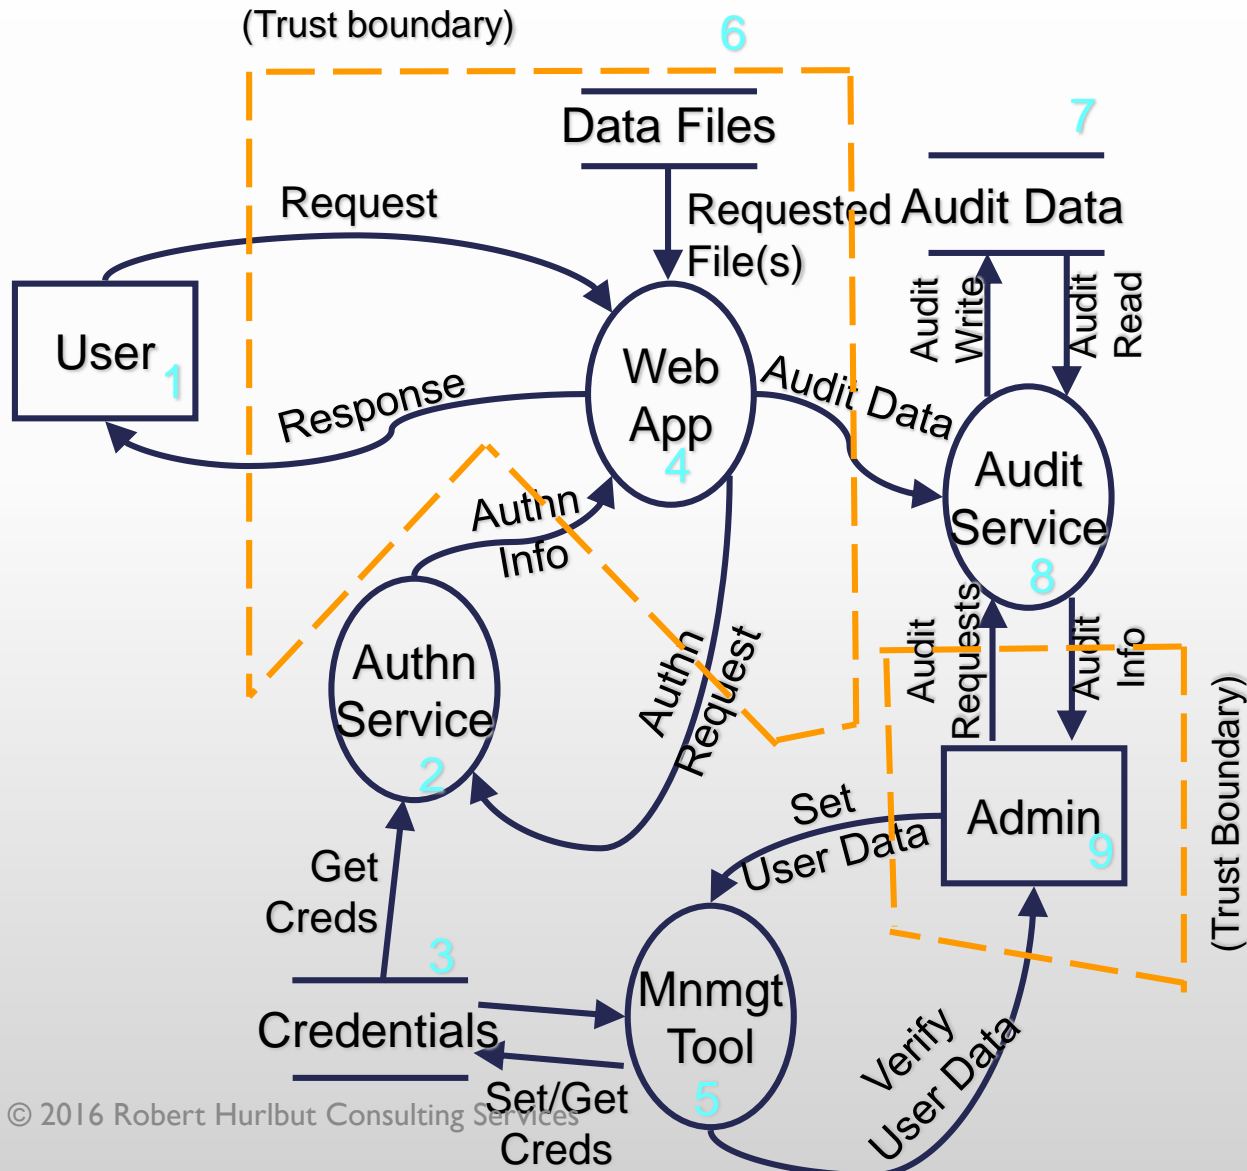 (Trust boundary)
6
Data Files
7
Request
Requested
File(s)
Audit Data
Audit
Write
Audit
Read
User
1
Web
App
4
Response
Audit Data
Audit
Service
8
Authn
Info
Authn
Service
2
Authn
Request
Audit
Requests
Audit
Info
(Trust Boundary)
Admin
9
Set
User Data
Get
Creds
3
Credentials
Mnmgt
Tool
5
Verify
User Data
Set/Get
Creds
© 2016 Robert Hurlbut Consulting Services